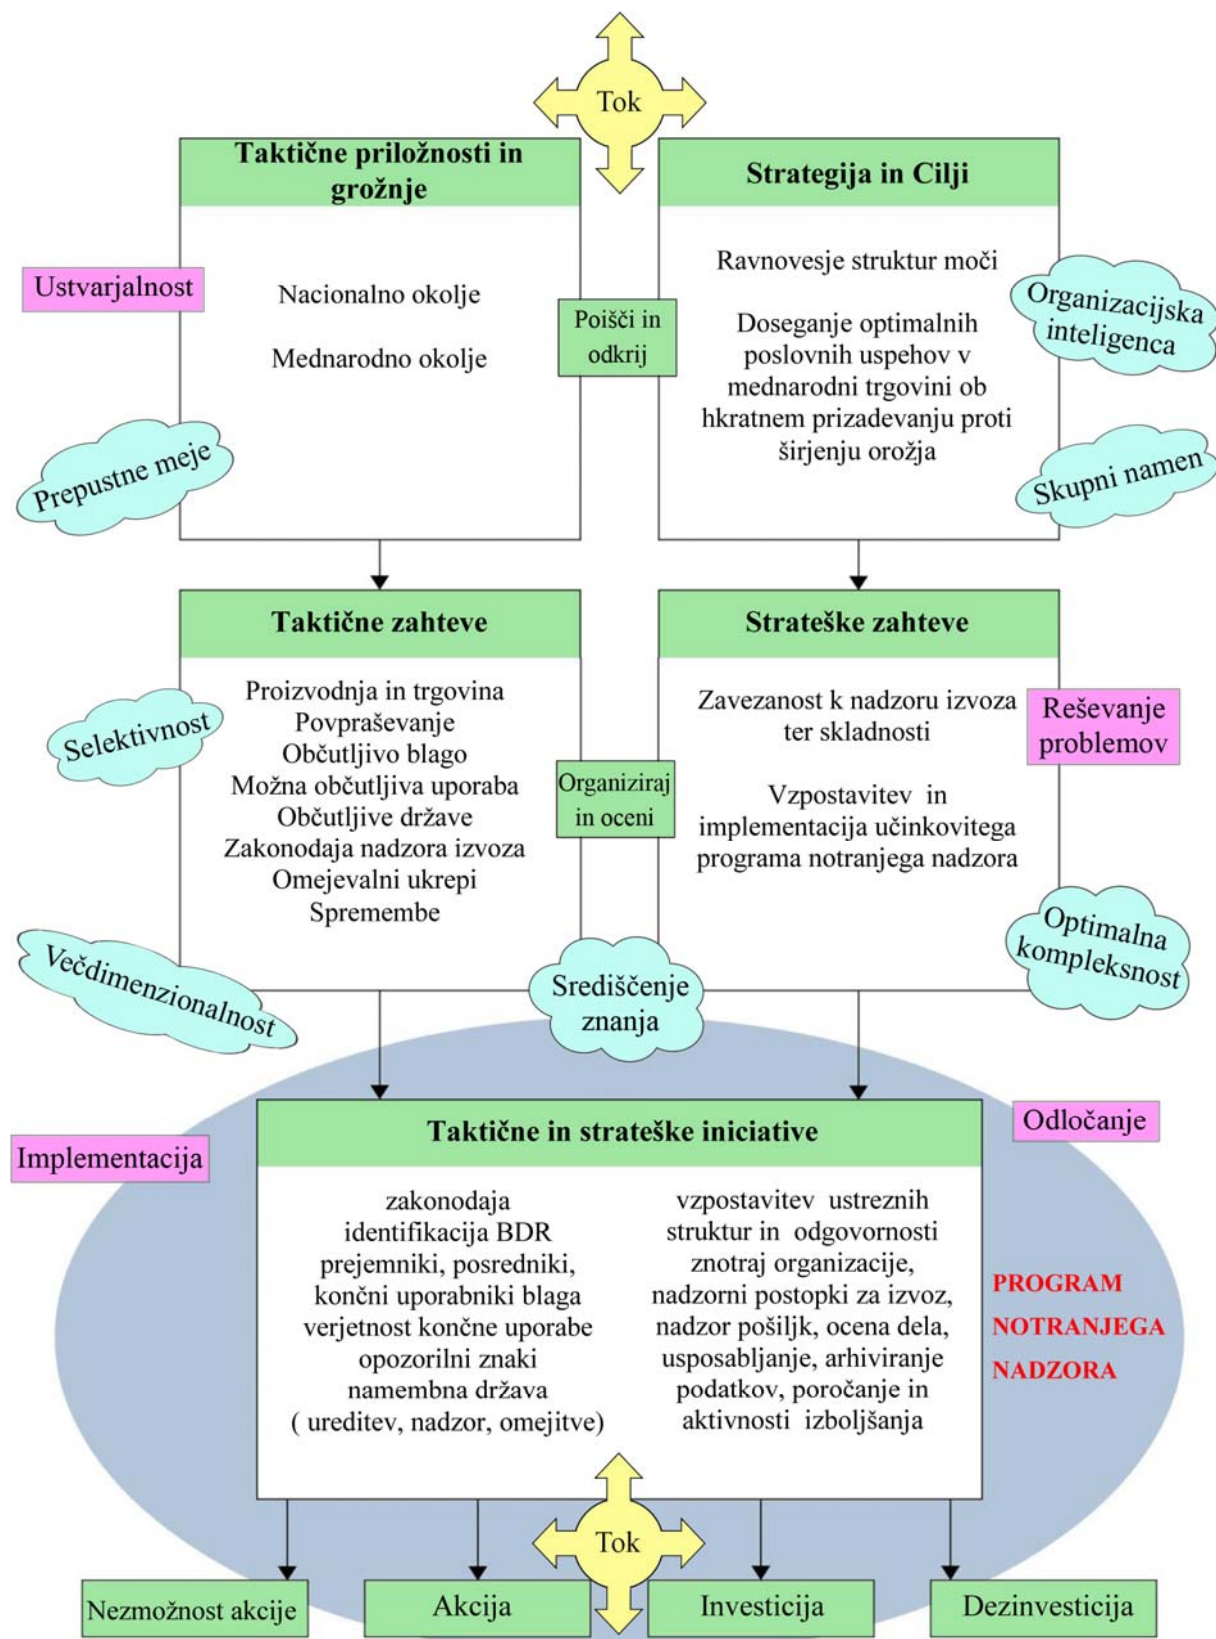 Tok
Taktične priložnosti in
grožnje
Strategija in Cilji
Ustvarjalnost
Nacionalno okolje
Mednarodno okolje
Prepustne meje
Poišči in
odkrij
Ravnovesje struktur moči
Doseganje optimalnih
poslovnih uspehov v
mednarodni trgovini ob
hkratnem prizadevanju proti
širjenju orožja
Organizacijska
inteligenca
Skupni namen
Taktične zahteve
Strateške zahteve
Selektivnost
Proizvodnja in trgovina
Povpraševanje
Občutljivo blago
Možna občutljiva uporaba
Občutljive države
Zakonodaja nadzora izvoza
Omejevalni ukrepi
Spremembe
Večdimenzionalnost
Organiziraj
in oceni
Zavezanost k nadzoru izvoza
ter skladnosti
Vzpostavitev in
implementacija učinkovitega
programa notranjega nadzora
Reševanje
problemov
Optimalna
kompleksnost
Središčenje
znanja
Implementacija
Odločanje
Taktične in strateške iniciative
zakonodaja
identifikacija BDR
prejemniki, posredniki,
končni uporabniki blaga
verjetnost končne uporabe
opozorilni znaki
namembna država
( ureditev, nadzor, omejitve)
vzpostavitev ustreznih
struktur in odgovornosti
znotraj organizacije,
nadzorni postopki za izvoz,
nadzor pošiljk, ocena dela,
usposabljanje, arhiviranje
podatkov, poročanje in
aktivnosti izboljšanja
PROGRAM
NOTRANJEGA
NADZORA
Tok
Nezmožnost akcije
Akcija
Investicija
Dezinvesticija